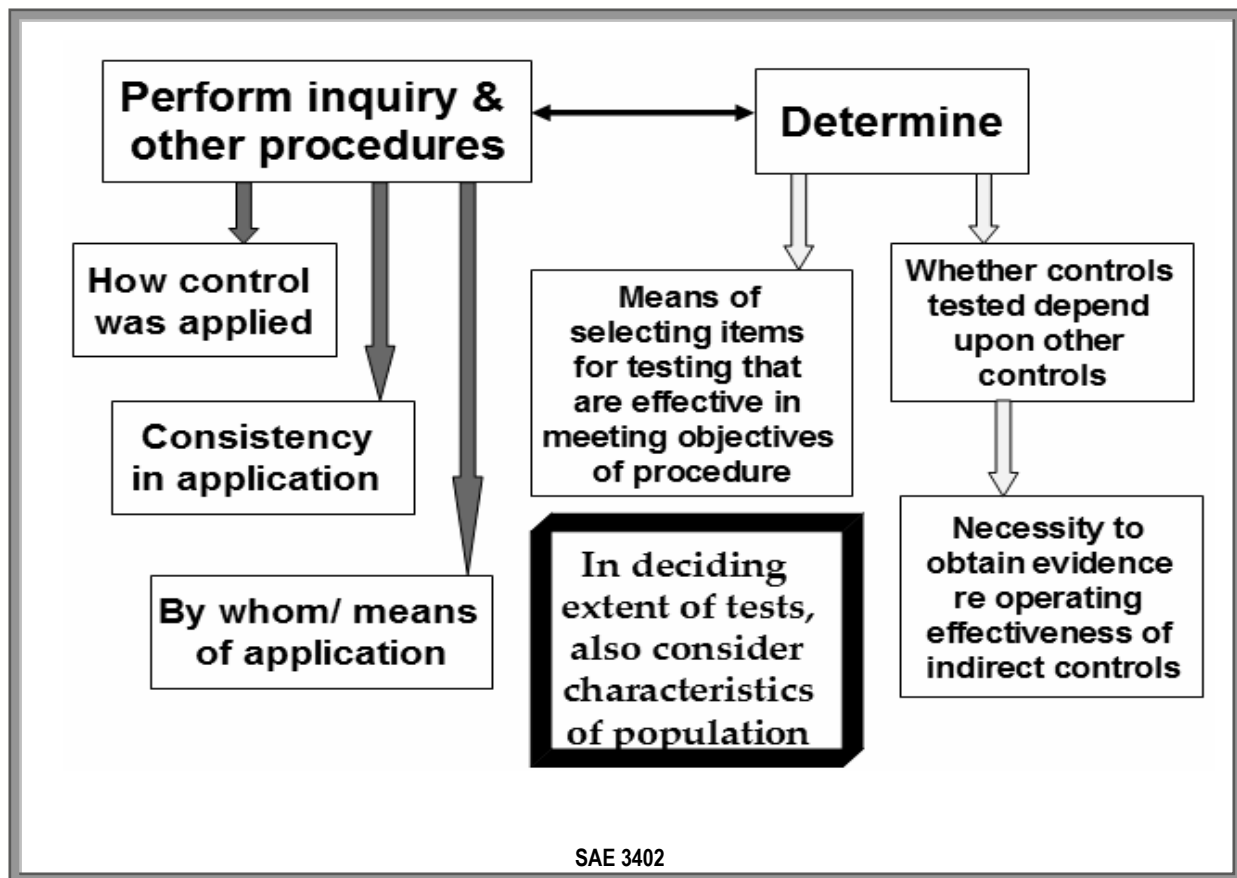 Perform inquiry &
other procedures
Determine
How control
was applied
Consistency
in application
By whom/ means
of application
Means of
selecting items
for testing that
are effective in
meeting objectives
of procedure
In deciding
extent of tests,
also consider
characteristics
of population
Whether controls
tested depend
upon other
controls
Necessity to
obtain evidence
re operating
effectiveness of
indirect controls
SAE 3402